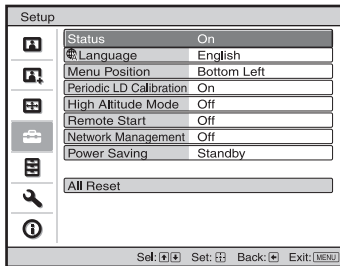 Setup
Status On
Language English
Menu Position Bottom Left
Periodic LD Calibration On
High Altitude Mode Off
Remote Start Off
Network Management Off
Power Saving Standby
All Reset
Sel: Set: Back: Exit: MENU